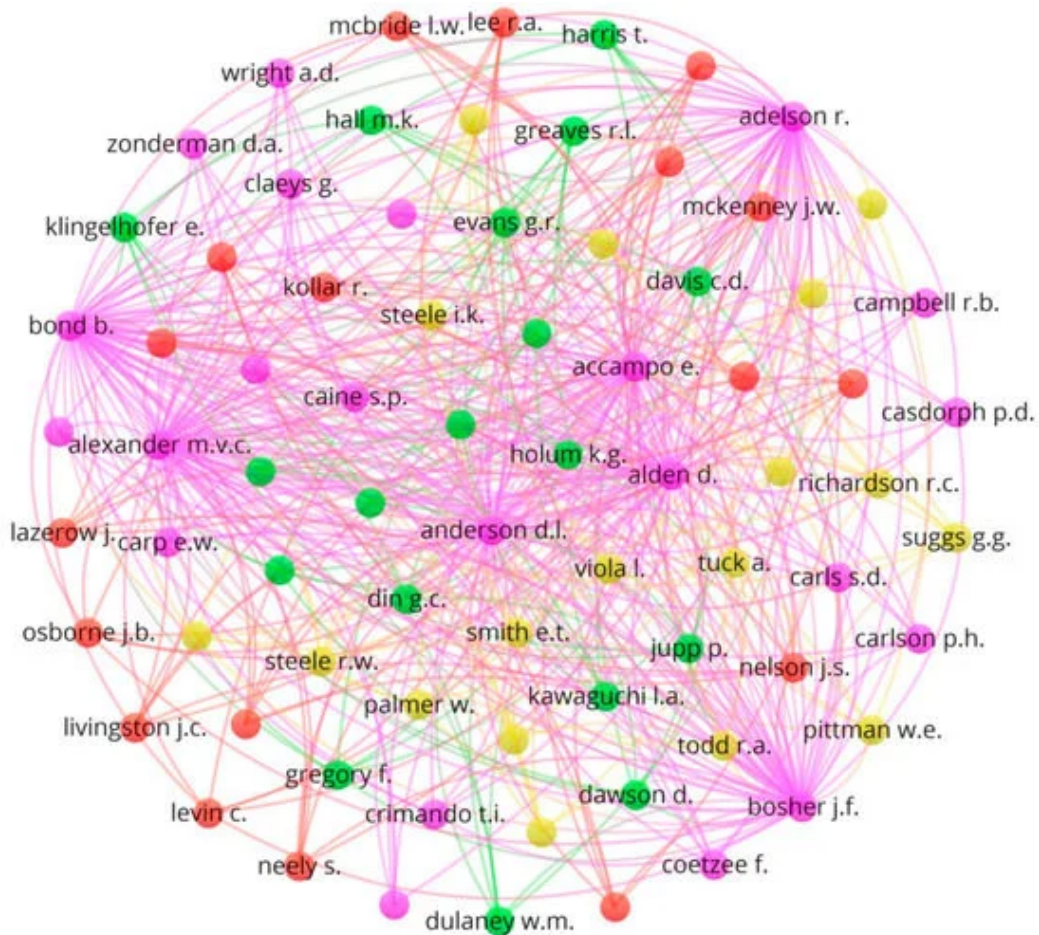 mcbride l.w.
lee r.a.
harris t.
wright a.d.
hall m.k.
greaves r.l.
adelson r.
zonderman d.a.
claeys g.
mckenney j.w.
klingelhofer e.
evans g.r.
kollar r.
davis c.d.
steele i.k.
campbell r.b.
bond b.
accampo e.
caine s.p.
casdorph p.d.
alexander m.v.c.
holum k.g.
alden d.
richardson r.c.
lazerow j.
carp e.w.
anderson d.l.
suggs g.g.
viola l.
tuck a.
carls s.d.
din g.c.
osborne j.b.
smith e.t.
carlson p.h.
steele r.w.
jupp p.
nelson j.s.
palmer w.
kawaguchi l.a.
livingston j.c.
todd r.a.
pittman w.e.
gregory f.
dawson d.
levin c.
crimando t.i.
bosher j.f.
neely s.
coetzee f.
dulaney w.m.